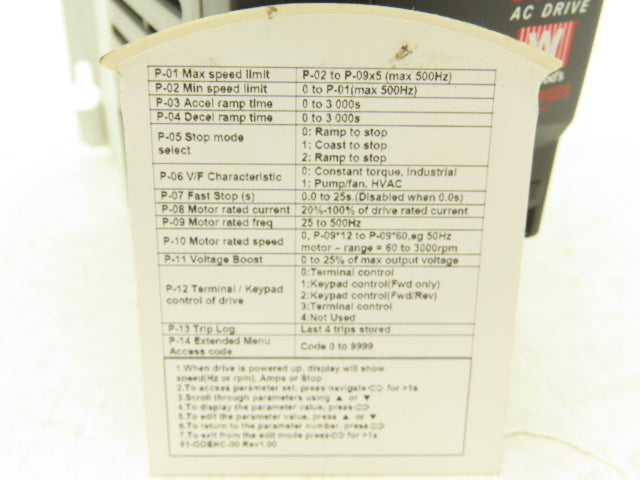 AC DRIVE
W
P-01 Max speed limit P-02 to P-09x5 (max 500Hz)
P-02 Min speed limit 0 to P-01(max 500Hz)
P-03 Accel ramp time 0 to 3 000s
P-04 Decel ramp time 0 to 3 000s
P-05 Stop mode select 0: Ramp to stop
1: Coast to stop
2: Ramp to stop
P-06 V/F Characteristic 0: Constant torque, Industrial
1: Pump/fan, HVAC
P-07 Fast Stop (s) 0.0 to 25s.(Disabled when 0.0s)
P-08 Motor rated current 20%-100% of drive rated current
P-09 Motor rated freq 25 to 500Hz
P-10 Motor rated speed 0, P-09*12 to P-09*60,eg 50Hz
motor – range = 60 to 3000rpm
P-11 Voltage Boost 0 to 25% of max output voltage
P-12 Terminal / Keypad control of drive 0:Terminal control
1:Keypad control(Fwd only)
2:Keypad control(Fwd/Rev)
3:Terminal control
4:Not Used
P-13 Trip Log Last 4 trips stored
P-14 Extended Menu Access code Code 0 to 9999
1.When drive is powered up, display will show
speed(Hz or rpm), Amps or Stop
2.To access parameter set, press navigate for >1s
3.Scroll through parameters using ▲ or ▼
4.To display the parameter value, press
5.To edit the parameter value, press ▲ or ▼
6.To return to the parameter number, press
7.To exit from the edit mode press for >1s
Rev1.00